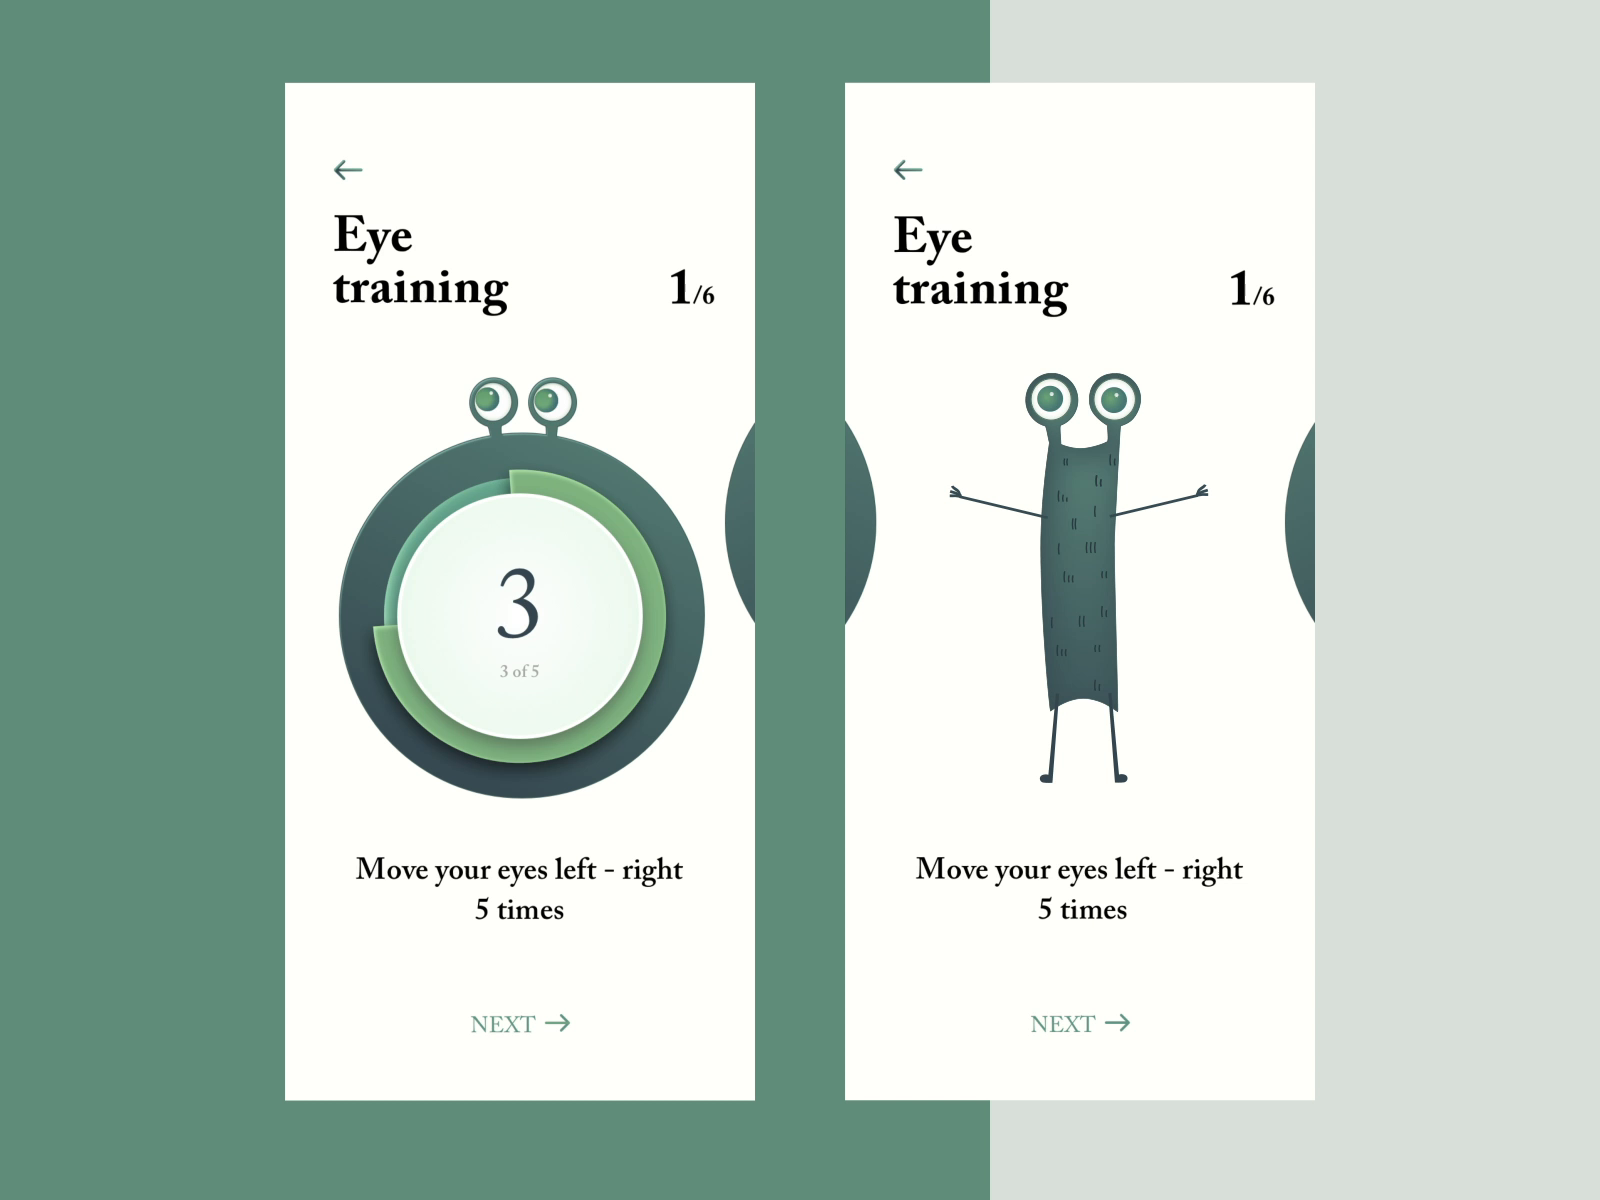 Eye
training
1/6
3
3 of 5
Move your eyes left - right
5 times
NEXT
Eye
training
1/6
Move your eyes left - right
5 times
NEXT